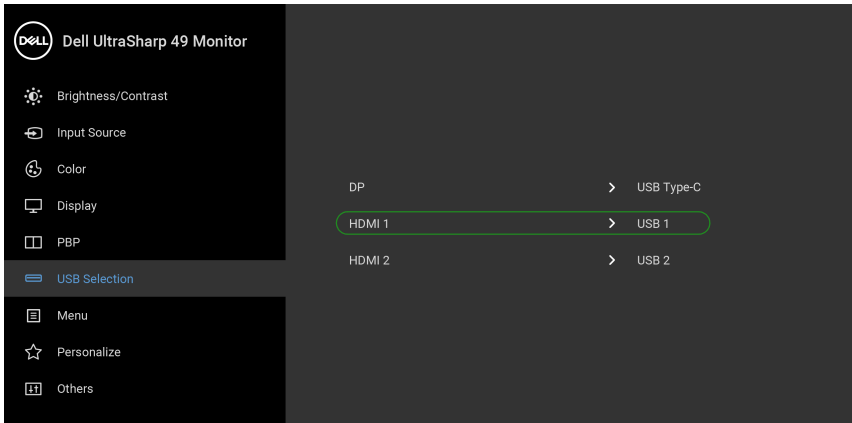 DELL
Dell UltraSharp 49 Monitor
Brightness/Contrast
Input Source
Color
Display
PBP
USB Selection
Menu
Personalize
Others
DP USB Type-C
HDMI 1 USB 1
HDMI 2 USB 2